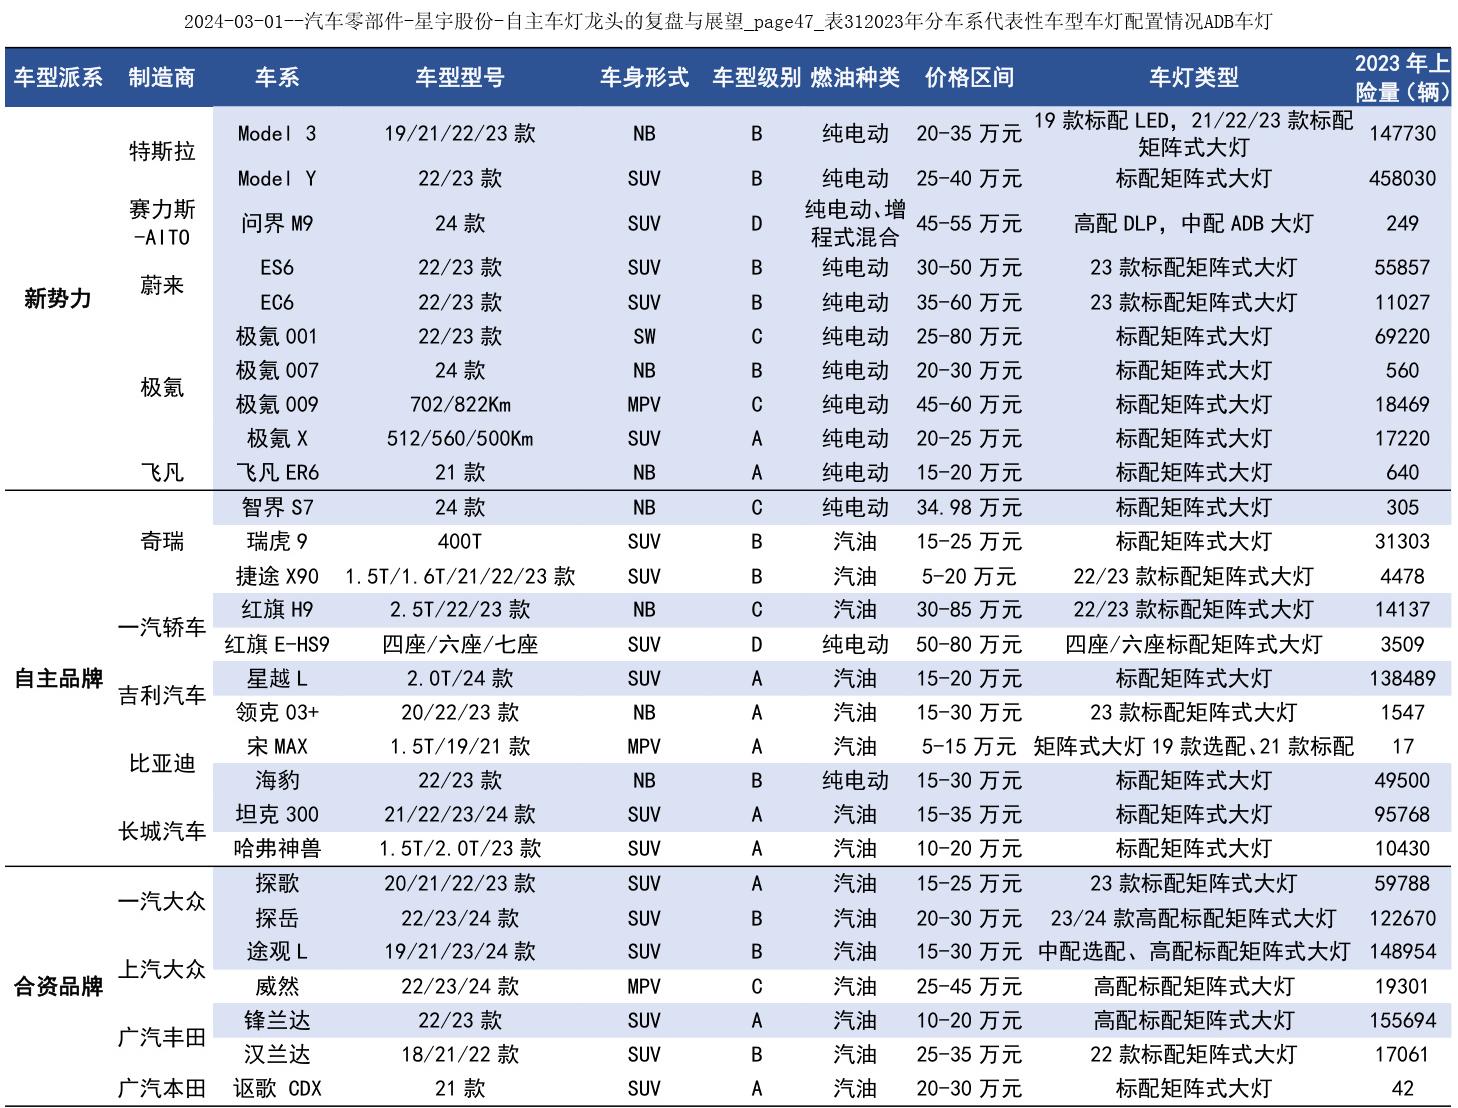 2024-03-01--汽车零部件-星宇股份-自主车灯龙头的复盘与展望_page47_表312023年分车系代表性车型车灯配置情况ADB车灯
车型派系 制造商 车系 车型型号 车身形式 车型级别 燃油种类 价格区间 车灯类型 2023 年上险量（辆）
新势力
特斯拉
Model 3 19/21/22/23 款 NB B 纯电动 20-35 万元 19 款标配 LED，21/22/23 款标配
矩阵式大灯 147730
Model Y 22/23 款 SUV B 纯电动 25-40 万元 标配矩阵式大灯 458030
赛力斯
-AITO
问界 M9 24 款 SUV D 纯电动、增
程式混合 45-55 万元 高配 DLP，中配 ADB 大灯 249
蔚来
ES6 22/23 款 SUV B 纯电动 30-50 万元 23 款标配矩阵式大灯 55857
EC6 22/23 款 SUV B 纯电动 35-60 万元 23 款标配矩阵式大灯 11027
极氪
极氪 001 22/23 款 SW C 纯电动 25-80 万元 标配矩阵式大灯 69220
极氪 007 24 款 NB B 纯电动 20-30 万元 标配矩阵式大灯 560
极氪 009 702/822Km MPV C 纯电动 45-60 万元 标配矩阵式大灯 18469
极氪 X 512/560/500Km SUV A 纯电动 20-25 万元 标配矩阵式大灯 17220
飞凡 飞凡 ER6 21 款 NB A 纯电动 15-20 万元 标配矩阵式大灯 640
自主品牌
奇瑞
智界 S7 24 款 NB C 纯电动 34.98 万元 标配矩阵式大灯 305
瑞虎 9 400T SUV B 汽油 15-25 万元 标配矩阵式大灯 31303
捷途 X90 1.5T/1.6T/21/22/23 款 SUV B 汽油 5-20 万元 22/23 款标配矩阵式大灯 4478
一汽轿车
红旗 H9 2.5T/22/23 款 NB C 汽油 30-85 万元 22/23 款标配矩阵式大灯 14137
红旗 E-HS9 四座/六座/七座 SUV D 纯电动 50-80 万元 四座/六座标配矩阵式大灯 3509
吉利汽车
星越 L 2.0T/24 款 SUV A 汽油 15-20 万元 标配矩阵式大灯 138489
领克 03+ 20/22/23 款 NB A 汽油 15-30 万元 23 款标配矩阵式大灯 1547
比亚迪
宋 MAX 1.5T/19/21 款 MPV A 汽油 5-15 万元 矩阵式大灯 19 款选配、21 款标配 17
海豹 22/23 款 NB B 纯电动 15-30 万元 标配矩阵式大灯 49500
长城汽车
坦克 300 21/22/23/24 款 SUV A 汽油 15-35 万元 标配矩阵式大灯 95768
哈弗神兽 1.5T/2.0T/23 款 SUV A 汽油 10-20 万元 标配矩阵式大灯 10430
合资品牌
一汽大众
探歌 20/21/22/23 款 SUV A 汽油 15-25 万元 23 款标配矩阵式大灯 59788
探岳 22/23/24 款 SUV B 汽油 20-30 万元 23/24 款高配标配矩阵式大灯 122670
上汽大众
途观 L 19/21/23/24 款 SUV B 汽油 15-30 万元 中配选配、高配标配矩阵式大灯 148954
威然 22/23/24 款 MPV C 汽油 25-45 万元 高配标配矩阵式大灯 19301
广汽丰田
锋兰达 22/23 款 SUV A 汽油 10-20 万元 高配标配矩阵式大灯 155694
汉兰达 18/21/22 款 SUV B 汽油 25-35 万元 22 款标配矩阵式大灯 17061
广汽本田 讴歌 CDX 21 款 SUV A 汽油 20-30 万元 标配矩阵式大灯 42